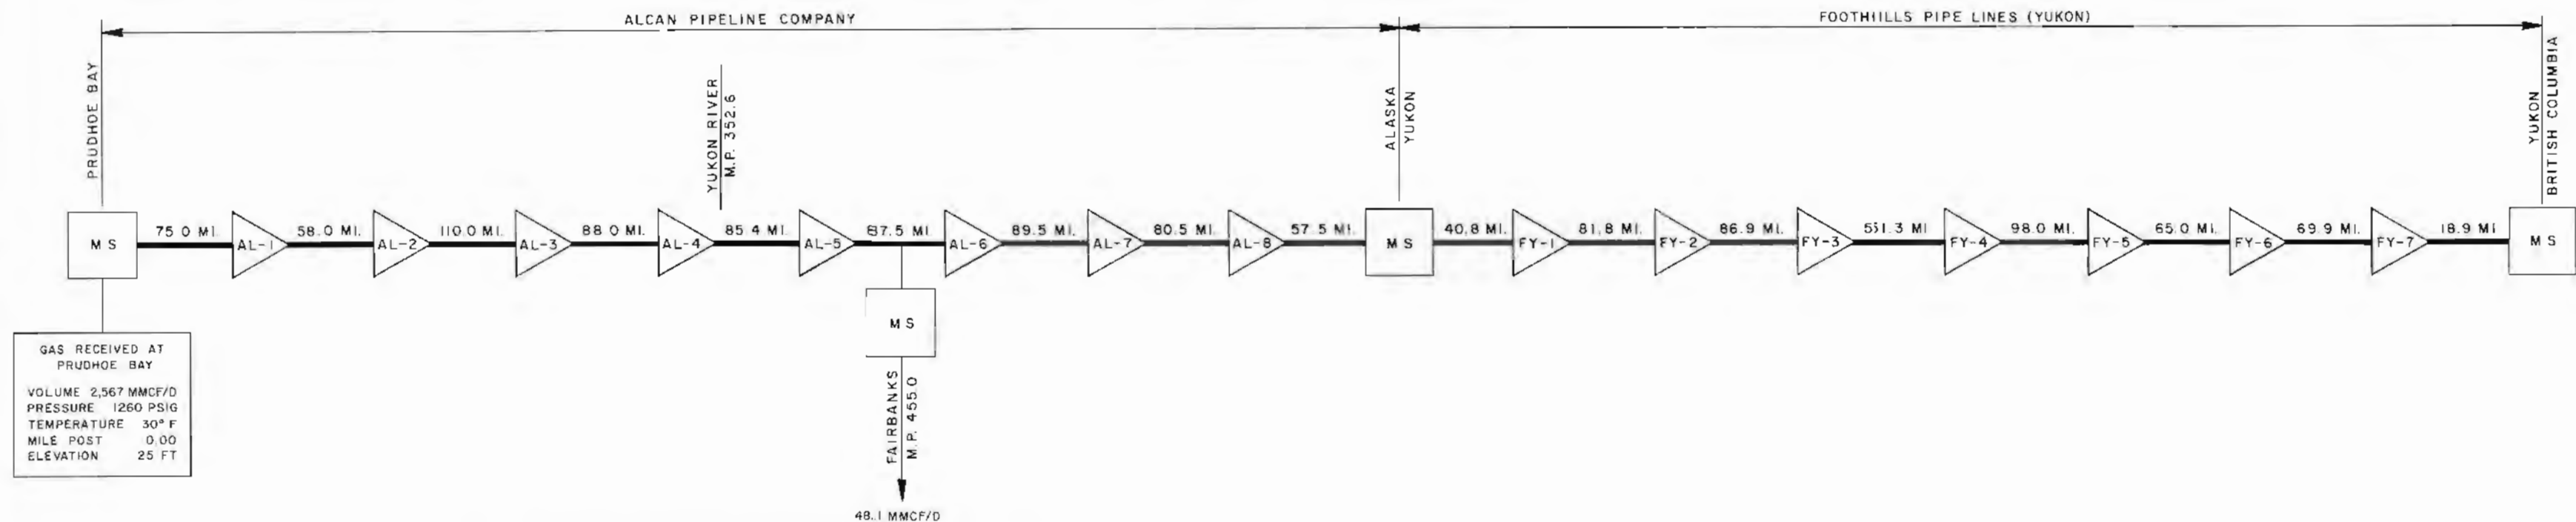 ALCAN PIPELINE COMPANY
FOOTHILLS PIPE LINES (YUKON)
PRUDHOE BAY
YUKON RIVER
M.P. 352.6
ALASKA
YUKON
YUKON
BRITISH COLUMBIA
M S
75.0 MI.
AL-1
58.0 MI.
AL-2
110.0 MI.
AL-3
88.0 MI.
AL-4
85.4 MI.
AL-5
87.5 MI
AL-6
89.5 MI.
AL-7
80.5 MI.
AL-8
57.5 MI.
M S
40.8 MI.
FY-1
81.8 MI.
FY-2
86.9 MI.
FY-3
MI
FY-4
98.0 MI.
FY-5
65.0 MI.
FY-6
69.9 MI.
FY-7
18.9 MI
M S
M S
FAIRBANKS
M.P. 455.0
48.1 MMCF/D
GAS RECEIVED AT
PRUDHOE BAY
VOLUME 2,567 MMCF/D
PRESSURE 1260 PSIG
TEMPERATURE 30° F
MILE POST 0.00
ELEVATION 25 FT